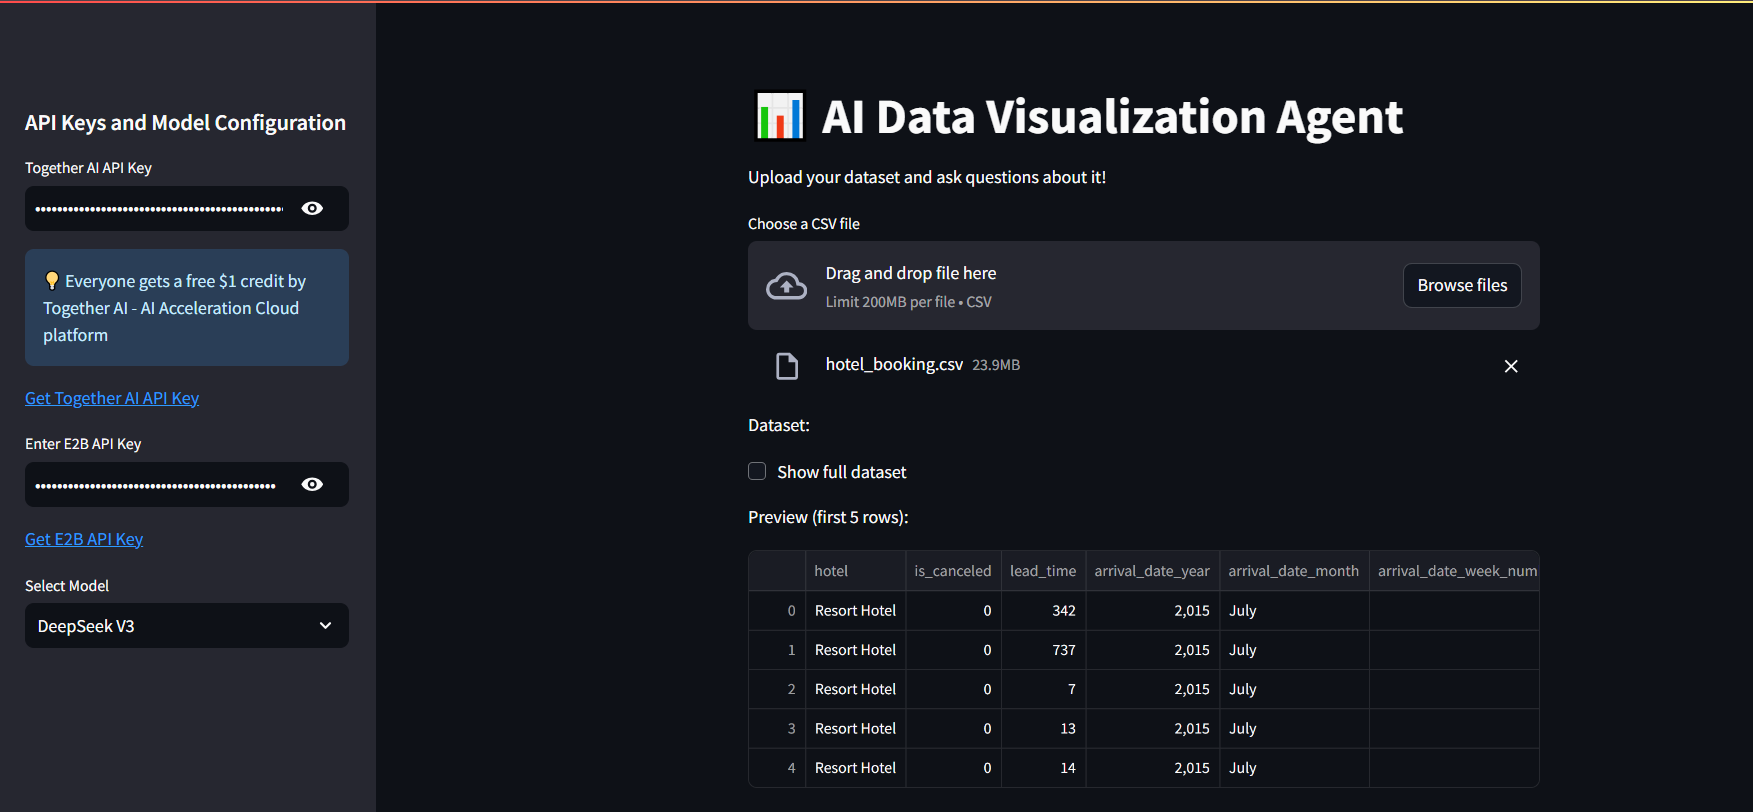 API Keys and Model Configuration
Together AI API Key
Everyone gets a free $1 credit by
Together AI - AI Acceleration Cloud
platform
Get Together AI API Key
Enter E2B API Key
Get E2B API Key
Select Model
DeepSeek V3
AI Data Visualization Agent
Upload your dataset and ask questions about it!
Choose a CSV file
Drag and drop file here
Limit 200MB per file • CSV
Browse files
hotel_booking.csv 23.9MB
Dataset:
Show full dataset
Preview (first 5 rows):
hotel is_canceled lead_time arrival_date_year arrival_date_month arrival_date_week_num
0 Resort Hotel 0 342 2,015 July
1 Resort Hotel 0 737 2,015 July
2 Resort Hotel 0 7 2,015 July
3 Resort Hotel 0 13 2,015 July
4 Resort Hotel 0 14 2,015 July